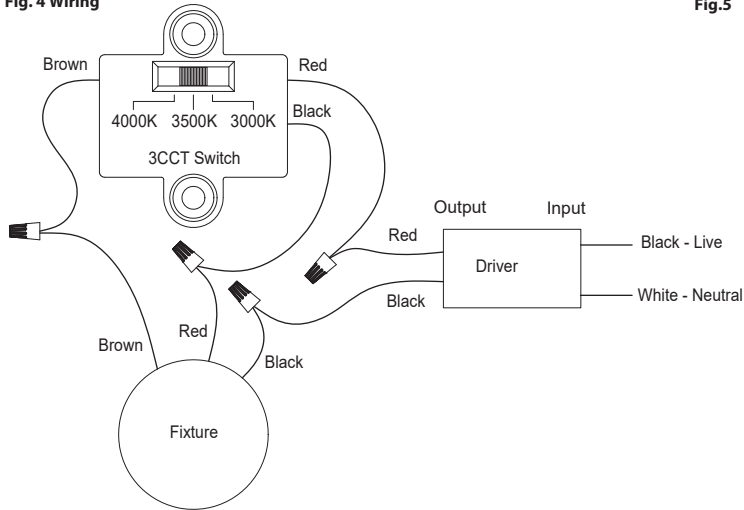 Fig. 4 Wiring
Fig.5
Brown
Red
Black
4000K 3500K 3000K
3CCT Switch
Output
Input
Red
Black - Live
Driver
Black
White - Neutral
Red
Brown
Black
Fixture